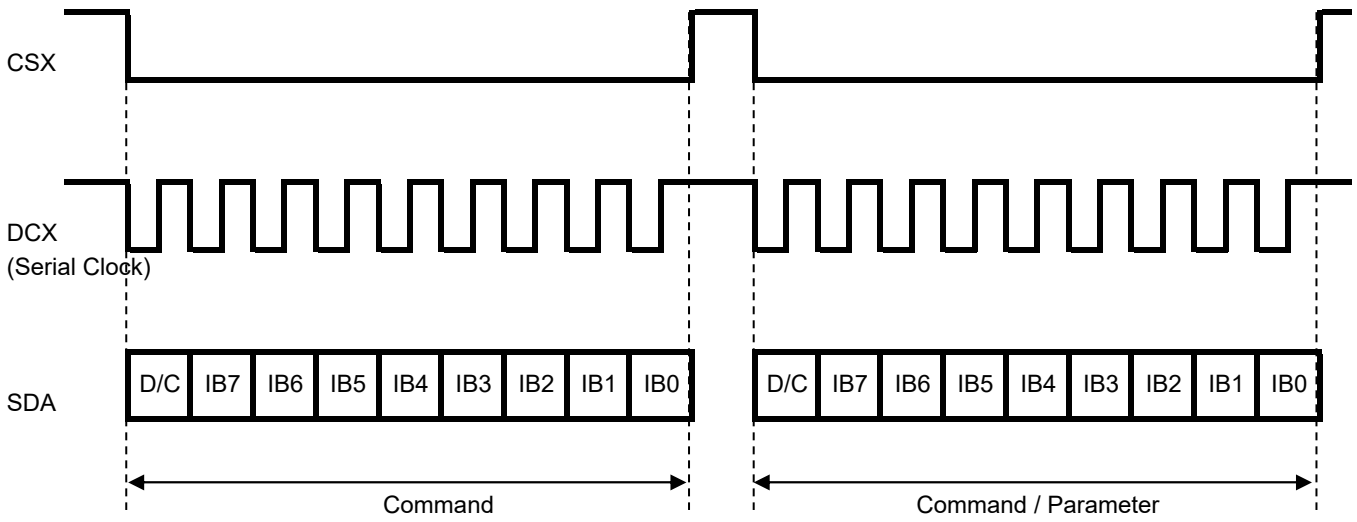 CSX
DCX
(Serial Clock)
SDA
D/C IB7 IB6 IB5 IB4 IB3 IB2 IB1 IB0 D/C IB7 IB6 IB5 IB4 IB3 IB2 IB1 IB0
Command Command / Parameter